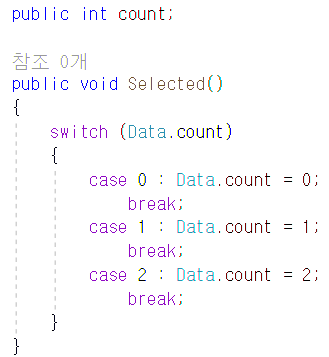 public int count;
참조 0개
public void Selected()
{
switch (Data.count)
{
case 0 : Data.count = 0;
break;
case 1 : Data.count = 1;
break;
case 2 : Data.count = 2;
break;
}
}